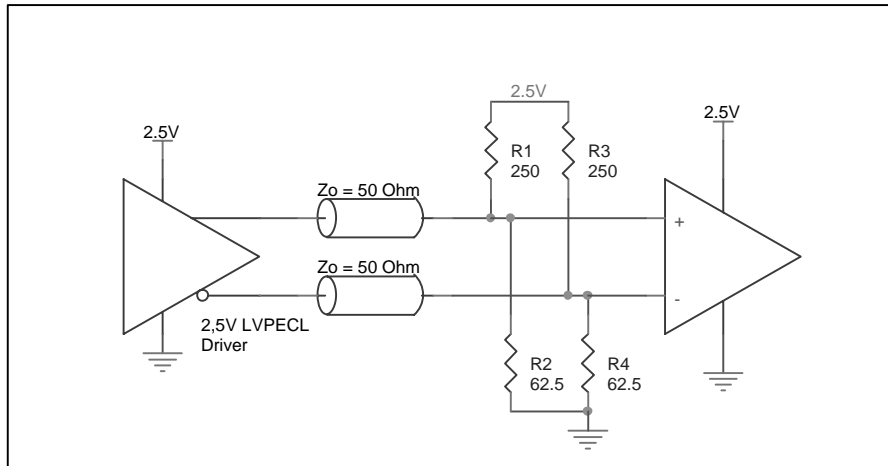 2.5V
2.5V
2.5V
R1
250
R3
250
Zo = 50 Ohm
+
Zo = 50 Ohm
-
2,5V LVPECL
Driver
R2
62.5
R4
62.5